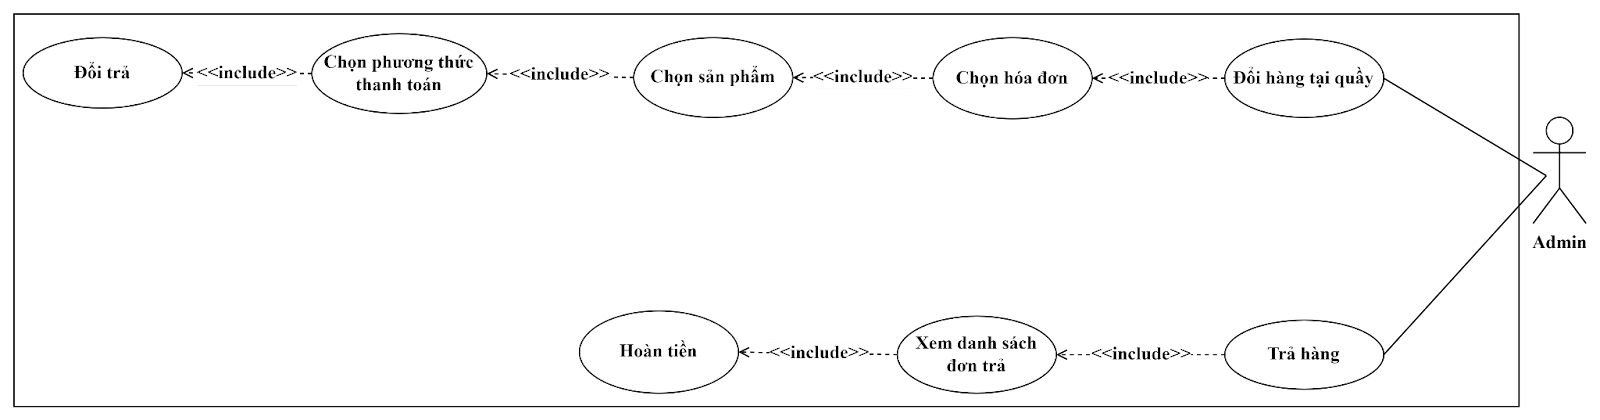 Đổi trả
<<include>>
Chọn phương thức
thanh toán
<<include>>
Chọn sản phẩm
<<include>>
Chọn hóa đơn
<<include>>
Đổi hàng tại quầy
Admin
Hoàn tiền
<<include>>
Xem danh sách
đơn trả
<<include>>
Trả hàng